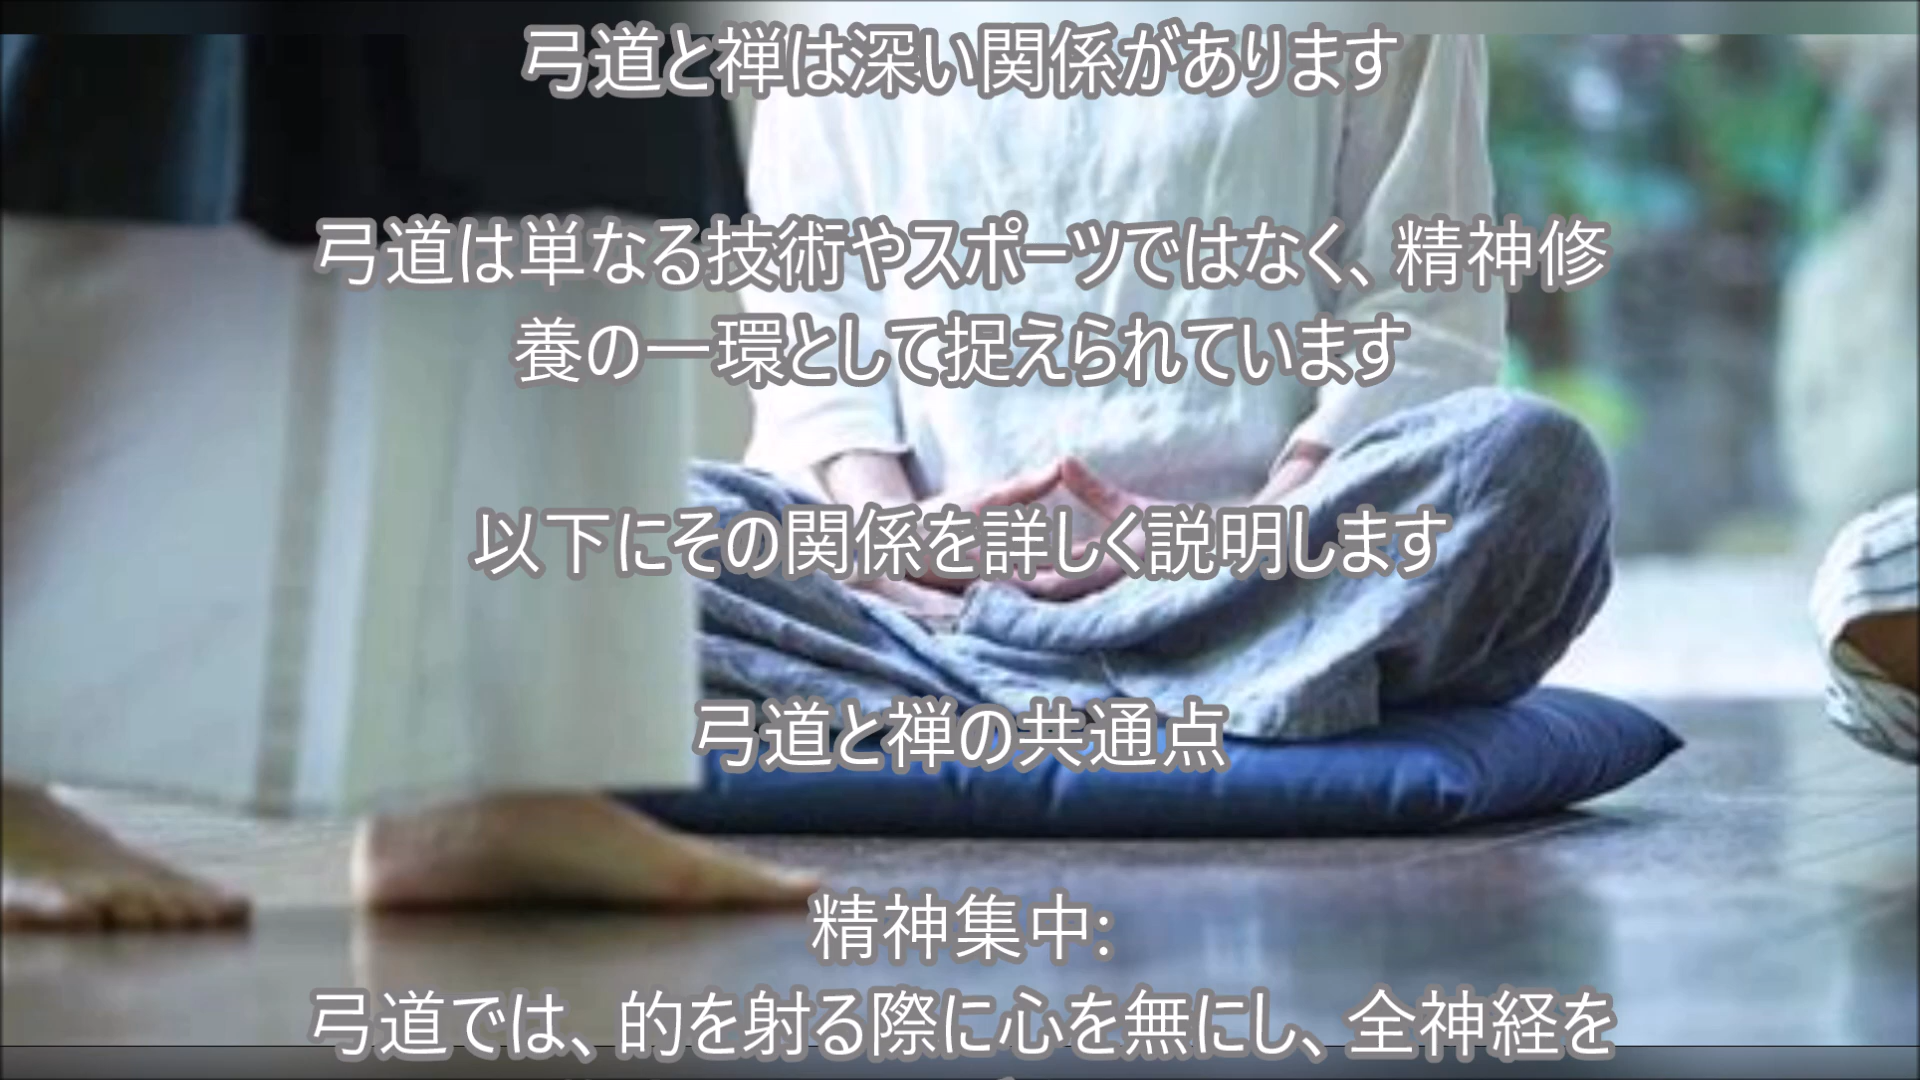 弓道と禅は深い関係があります
弓道は単なる技術やスポーツではなく、精神修
養の一環として捉えられています
以下にその関係を詳しく説明します
弓道と禅の共通点
精神集中:
弓道では、的を射る際に心を無にし、全神経を